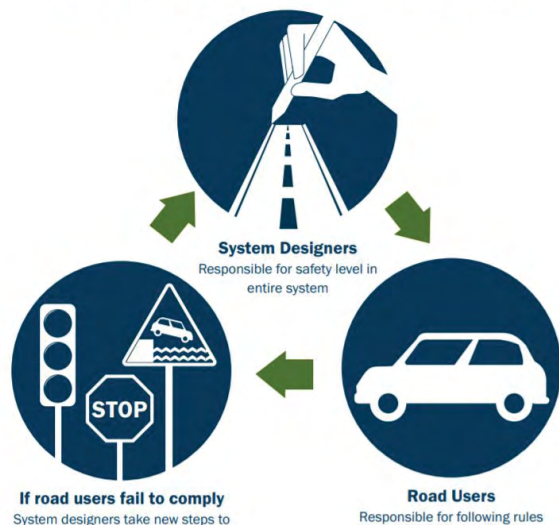 System Designers
Responsible for safety level in
entire system
STOP
If road users fail to comply
System designers take new steps to
Road Users
Responsible for following rules